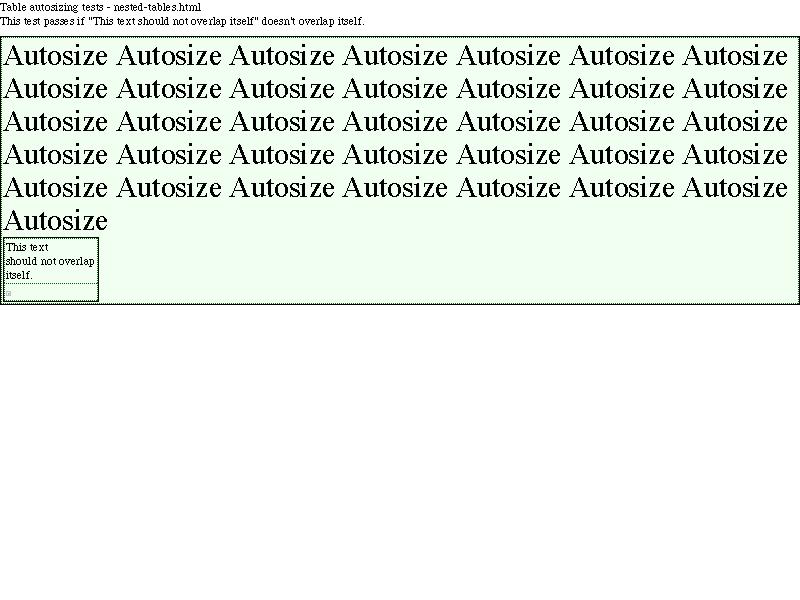 Table autosizing tests - nested-tables.html
This test passes if "This text should not overlap itself" doesn't overlap itself.
Autosize Autosize Autosize Autosize Autosize Autosize Autosize
Autosize Autosize Autosize Autosize Autosize Autosize Autosize
Autosize Autosize Autosize Autosize Autosize Autosize Autosize
Autosize Autosize Autosize Autosize Autosize Autosize Autosize
Autosize Autosize Autosize Autosize Autosize Autosize Autosize
Autosize
This text
should not overlap
itself.